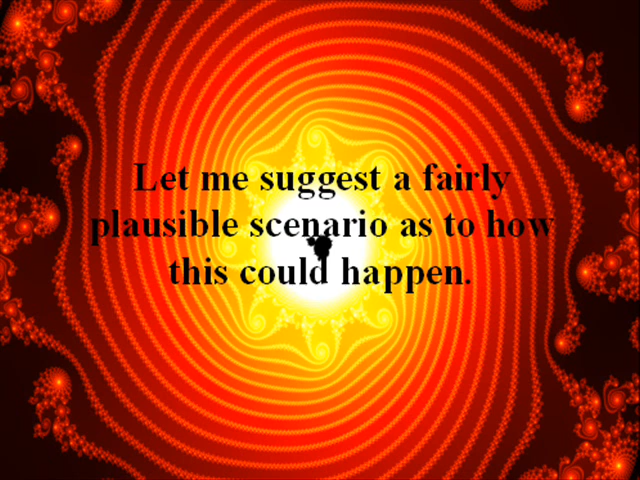 Let me suggest a fairly
plausible scenario as to how
this could happen.